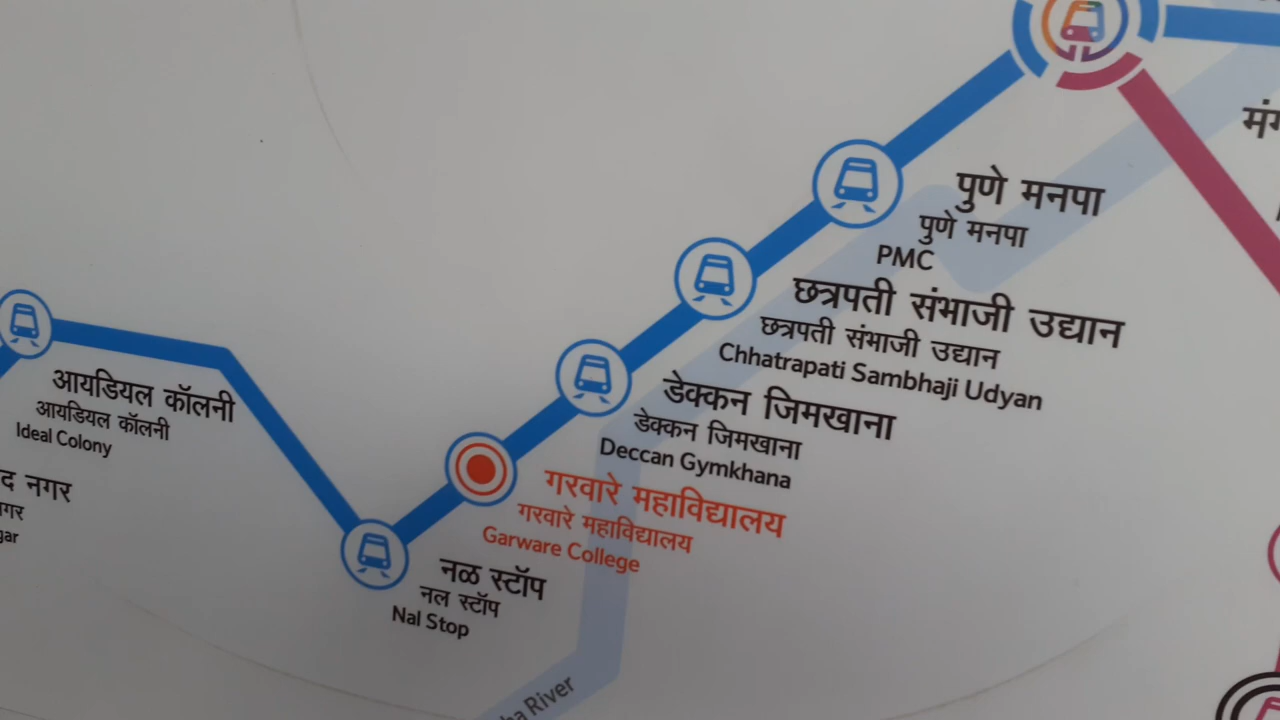 पुणे मनपा
पुणे मनपा
PMC
छत्रपती संभाजी उद्यान
छत्रपती संभाजी उद्यान
Chhatrapati Sambhaji Udyan
डेक्कन जिमखाना
डेक्कन जिमखाना
Deccan Gymkhana
गरवारे महाविद्यालय
गरवारे महाविद्यालय
Garware College
नळ स्टॉप
नल स्टॉप
Nal Stop
आयडियल कॉलनी
आयडियल कॉलनी
Ideal Colony
नगर
River